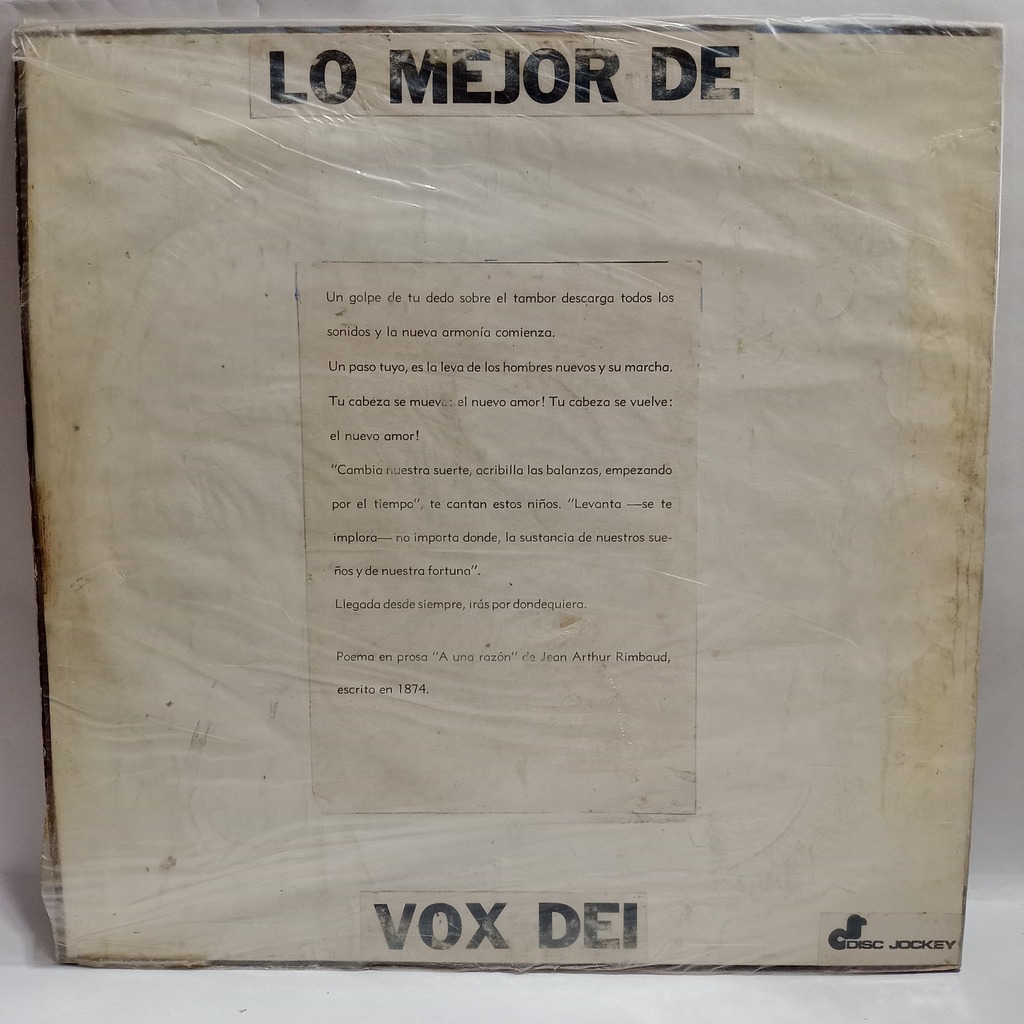 LO MEJOR DE
Un golpe de tu dedo sobre el tambor descarga todos los
sonidos y la nueva armonía comienza.
Un paso tuyo, es la leva de los hombres nuevos y su marcha.
Tu cabeza se mueve: el nuevo amor! Tu cabeza se vuelve:
el nuevo amor!
"Cambia nuestra suerte, acribilla las balanzas, empezando
por el tiempo", te cantan estos niños. "Levanta —se te
implora— no importa donde, la sustancia de nuestros sue-
ños y de nuestra fortuna".
Llegada desde siempre, irás por dondequiera.
Poema en prosa "A una razón" de Jean Arthur Rimbaud,
escrito en 1874.
VOX DEI
DISC JOCKEY